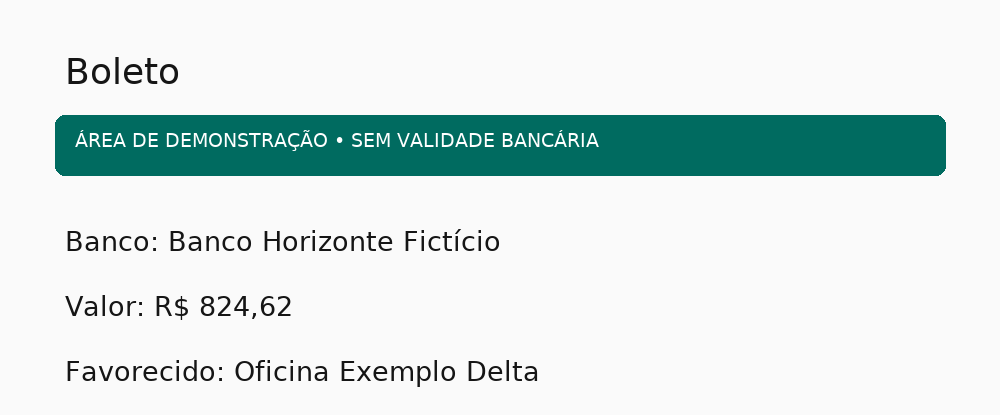 Boleto
ÁREA DE DEMONSTRAÇÃO • SEM VALIDADE BANCÁRIA
Banco: Banco Horizonte Fictício
Valor: R$ 824,62
Favorecido: Oficina Exemplo Delta